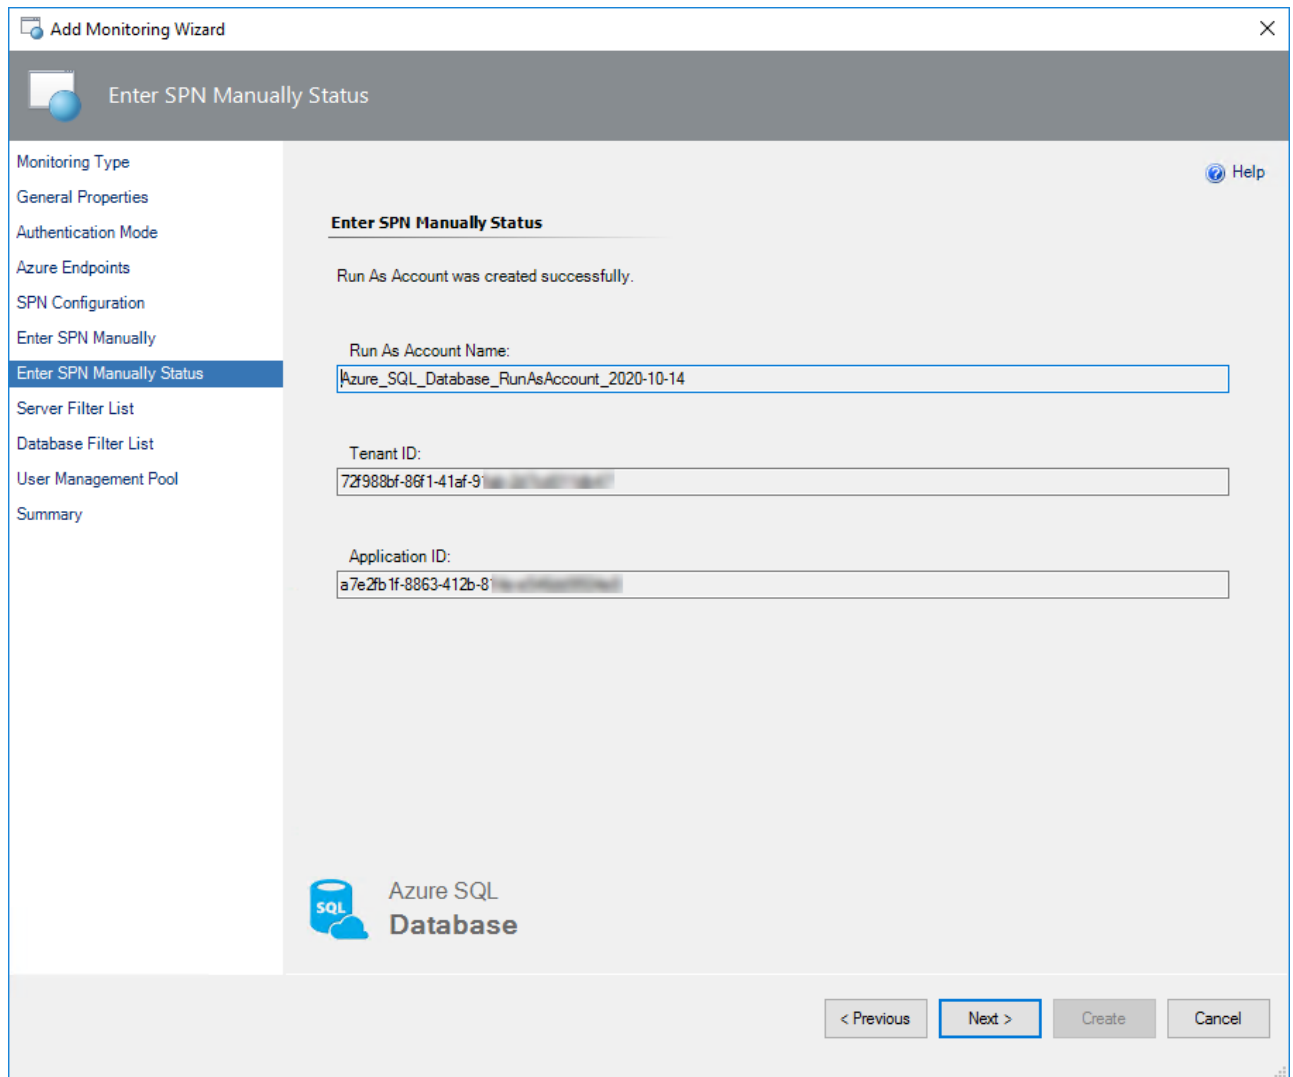 Add Monitoring Wizard
Enter SPN Manually Status
Monitoring Type
General Properties
Authentication Mode
Azure Endpoints
SPN Configuration
Enter SPN Manually
Enter SPN Manually Status
Server Filter List
Database Filter List
User Management Pool
Summary
Help
Enter SPN Manually Status
Run As Account was created successfully.
Run As Account Name:
Azure_SQL_Database_RunAsAccount_2020-10-14
Tenant ID:
72f988bf-86f1-41af-9
Application ID:
a7e2fb1f-8863-412b-8
SQL
Azure SQL
Database
< Previous
Next >
Create
Cancel